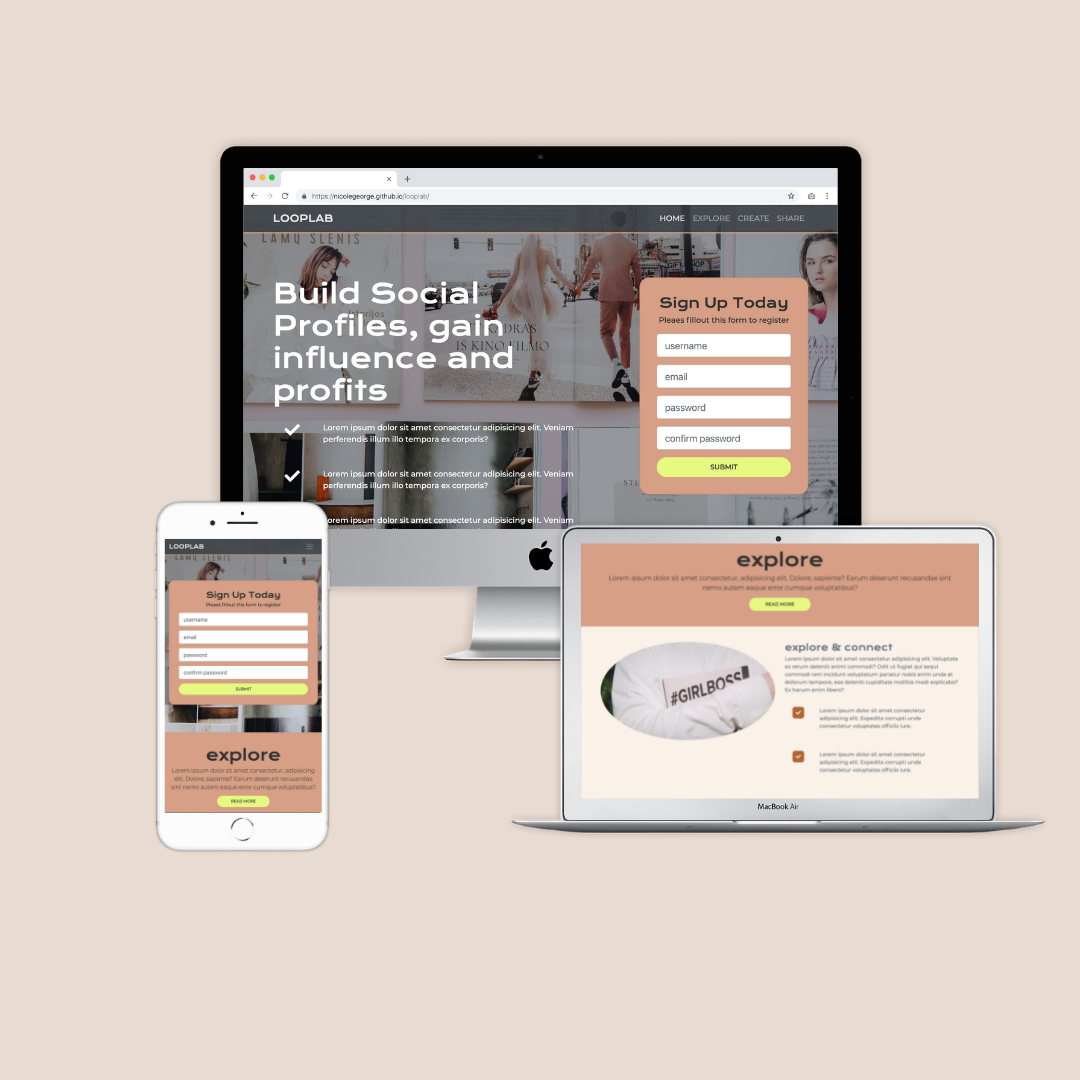 https://nicolegeorge.github.io/looplab/
LOOPLAB
HOME EXPLORE CREATE SHARE
LAMŲ SLENIS
GIFT SHOP
Build Social
Profiles, gain
influence and
profits
KADRAS
IS KINO FILMO
Lorem ipsum dolor sit amet consectetur adipisicing elit. Veniam
perferendis illum illo tempora ex corporis?
Lorem ipsum dolor sit amet consectetur adipisicing elit. Veniam
perferendis illum illo tempora ex corporis?
orem ipsum dolor sit amet consectetur adipisicing elit. Veniam
Sign Up Today
Pleaes fillout this form to register
username
email
password
confirm password
SUBMIT
LOOPLAB
LAMŲ SLENIS
Sign Up Today
Pleaes fillout this form to register
username
email
password
confirm password
SUBMIT
explore
Lorem ipsum dolor sit amet consectetur, adipisicing
elit. Dolore, sapiente? Earum deserunt recusandae
sint nemo autem eaque error cumque voluptatibus?
READ MORE
explore
Lorem ipsum dolor sit amet consectetur, adipisicing elit. Dolore, sapiente? Earum deserunt recusandae sint
nemo autem eaque error cumque voluptatibus?
READ MORE
#GIRLBOSS
explore & connect
Lorem ipsum dolor sit amet consectetur adipisicing elit. Voluptate
ex rerum deleniti animi commodi? Odit ut fugiat qui sequi
commodi rem incidunt voluptatum pariatur nobis enim unde at
dolorum tempore, eos deleniti cupiditate mollitia modi explicabo?
Ex harum enim libero?
Lorem ipsum dolor sit amet consectetur
adipisicing elit. Expedita corrupti unde
consectetur voluptates officiis iure.
Lorem ipsum dolor sit amet consectetur
adipisicing elit. Expedita corrupti unde
consectetur voluptates officiis iure.
MacBook Air